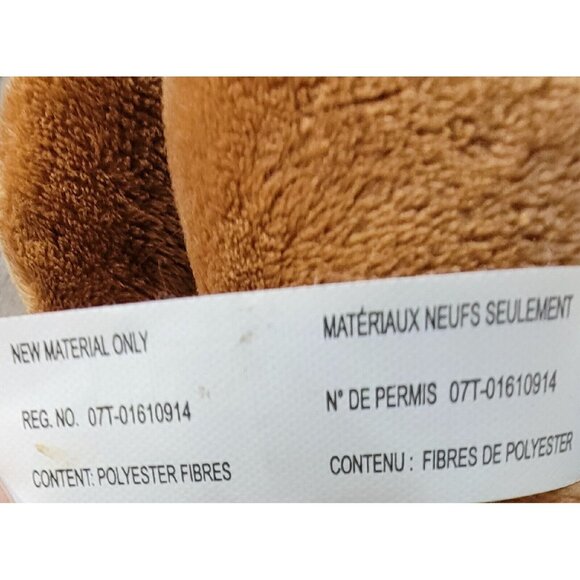 NEW MATERIAL ONLY
REG. NO. 07T-01610914
CONTENT: POLYESTER FIBRES
MATÉRIAUX NEUFS SEULEMENT
N° DE PERMIS 07T-01610914
CONTENU : FIBRES DE POLYESTER